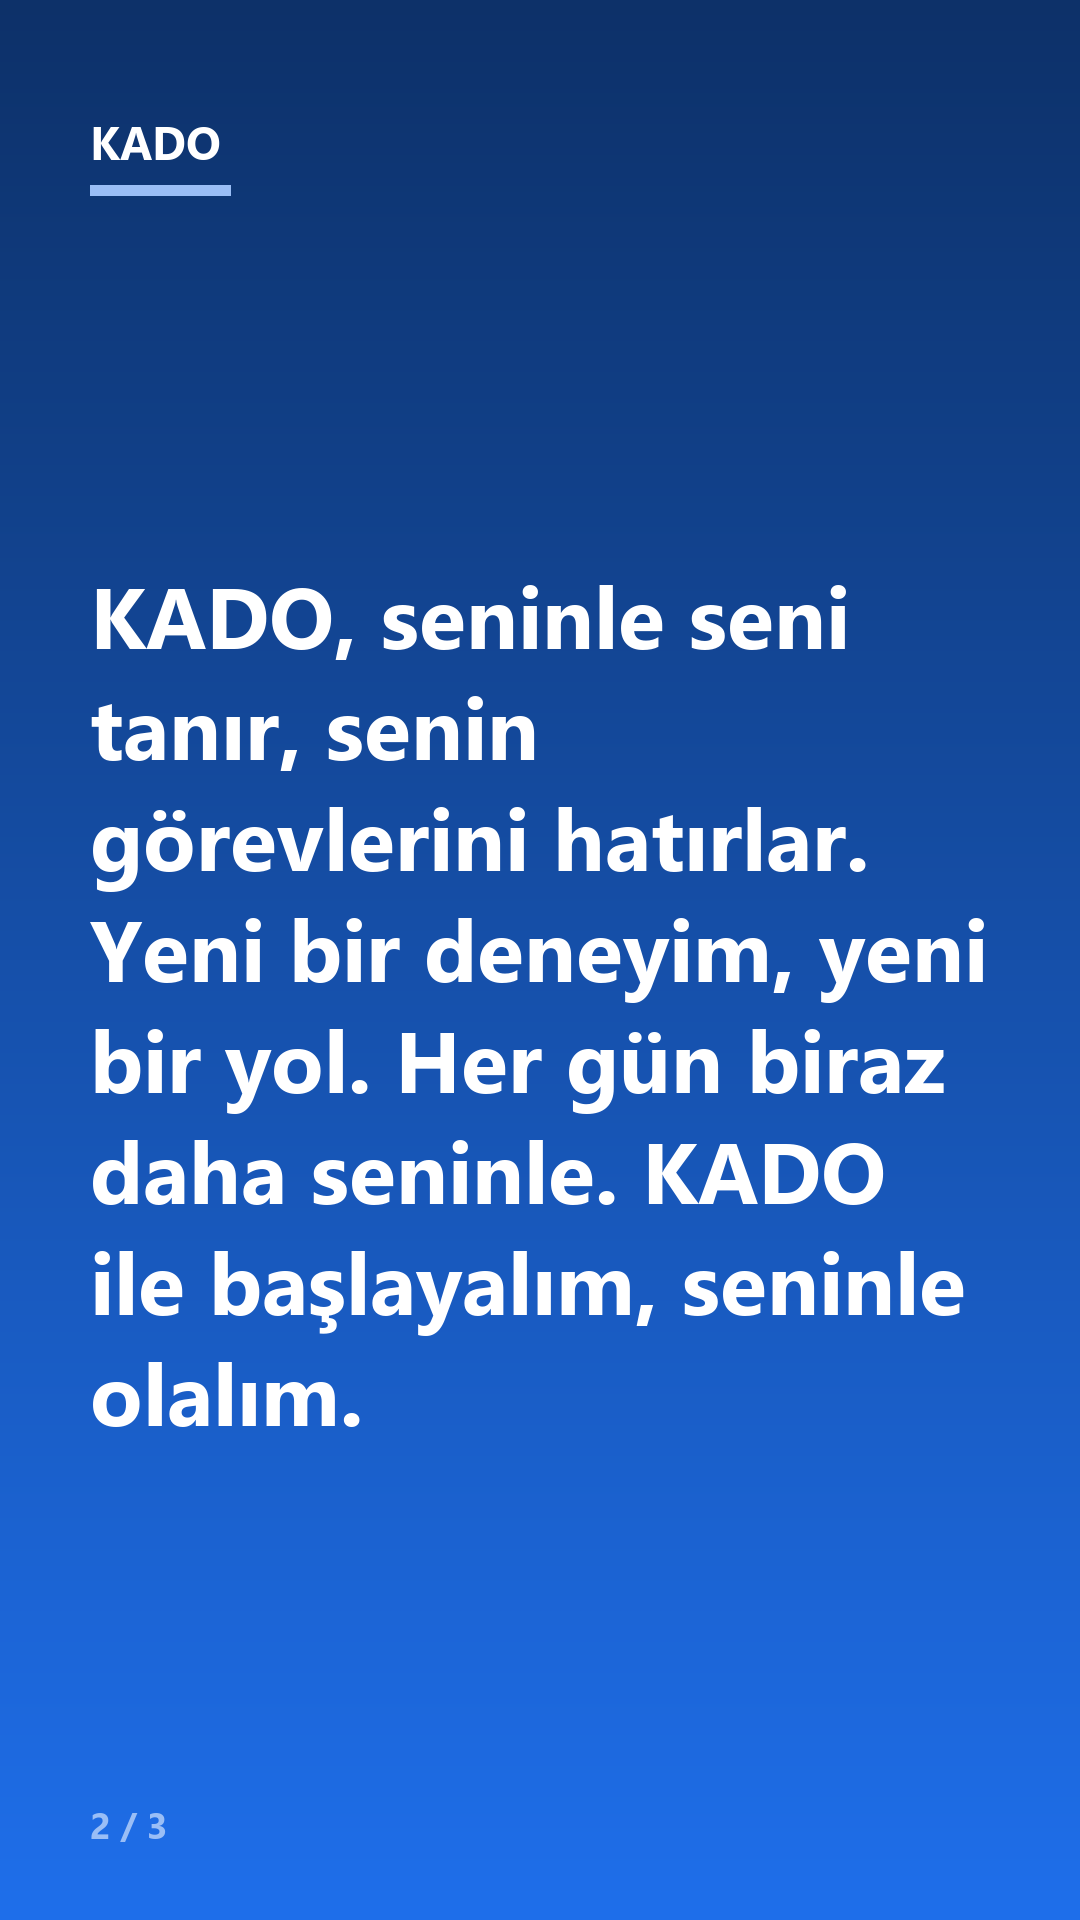 KADO
KADO, seninle seni
tanır, senin
görevlerini hatırlar.
Yeni bir deneyim, yeni
bir yol. Her gün biraz
daha seninle. KADO
ile başlayalım, seninle
olalım.
2 / 3